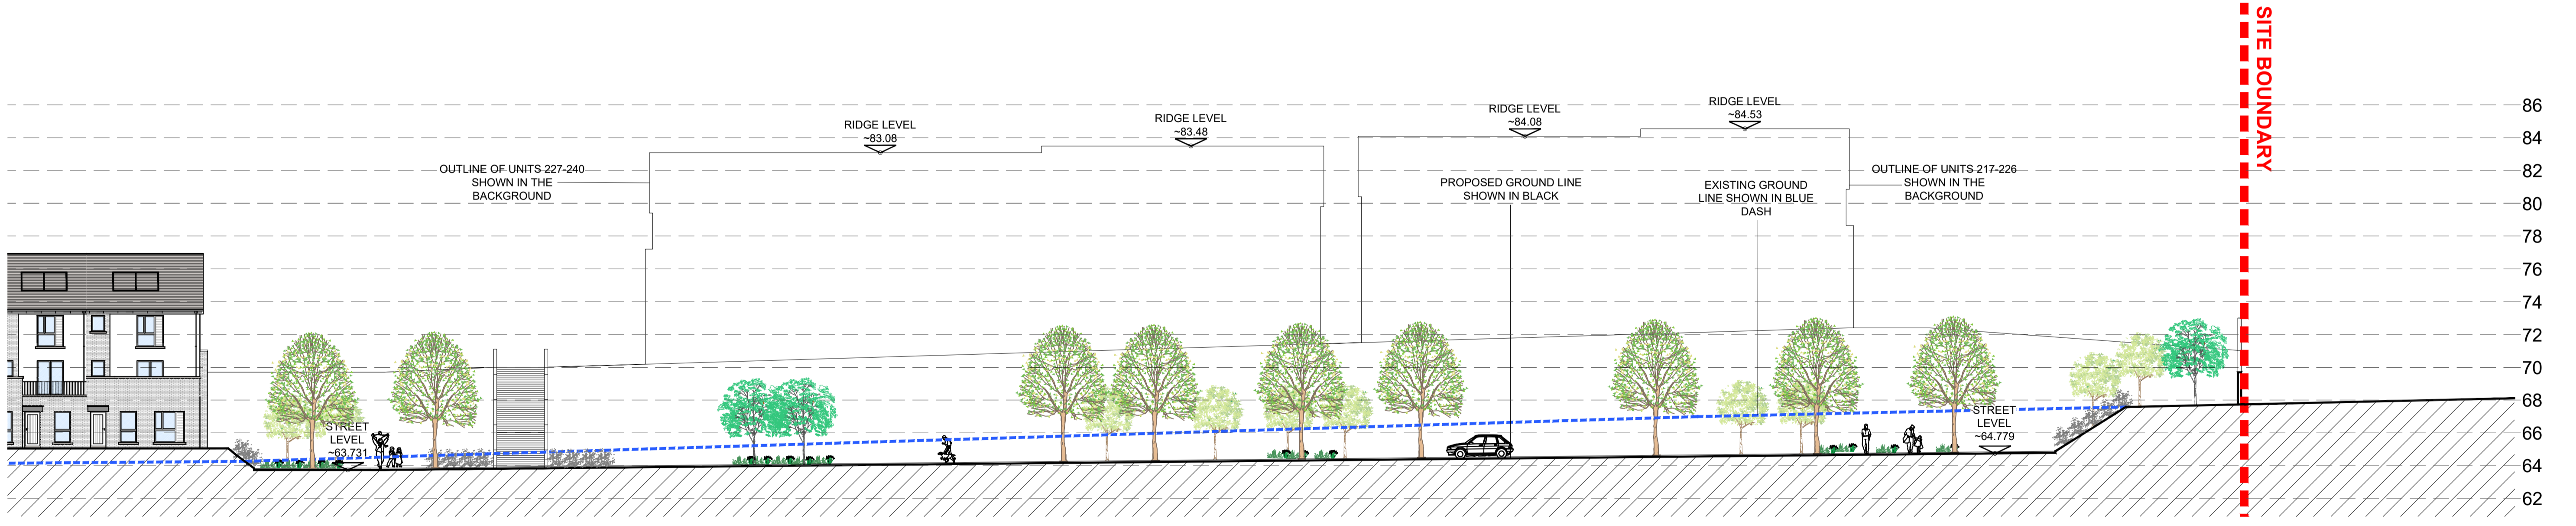 SITE BOUNDARY
RIDGE LEVEL
~83.08
RIDGE LEVEL
~83.48
RIDGE LEVEL
~84.08
RIDGE LEVEL
~84.53
OUTLINE OF UNITS 227-240
SHOWN IN THE
BACKGROUND
PROPOSED GROUND LINE
SHOWN IN BLACK
EXISTING GROUND
LINE SHOWN IN BLUE
DASH
OUTLINE OF UNITS 217-226
SHOWN IN THE
BACKGROUND
STREET
LEVEL
~63.731
STREET
LEVEL
~64.779
86
84
82
80
78
76
74
72
70
68
66
64
62